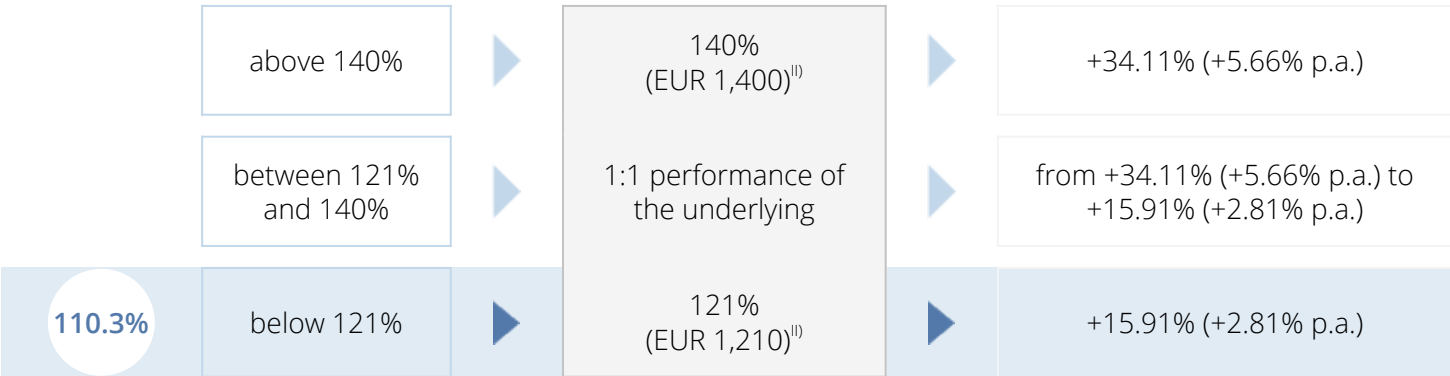 above 140%
140%
(EUR 1,400)II)
+34.11% (+5.66% p.a.)
between 121%
and 140%
1:1 performance of
the underlying
from +34.11% (+5.66% p.a.) to
+15.91% (+2.81% p.a.)
110.3%
below 121%
121%
(EUR 1,210)II)
+15.91% (+2.81% p.a.)